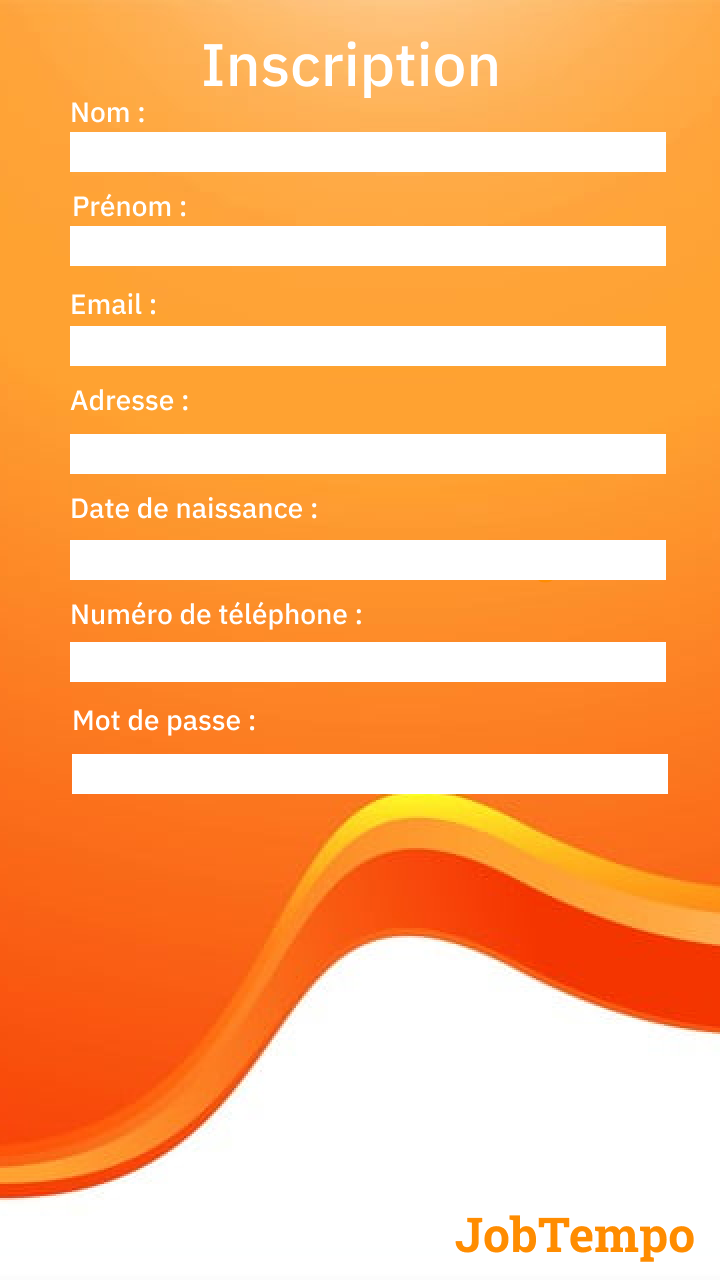 Inscription
Nom :
Prénom :
Email :
Adresse :
Date de naissance :
Numéro de téléphone :
Mot de passe :
JobTempo